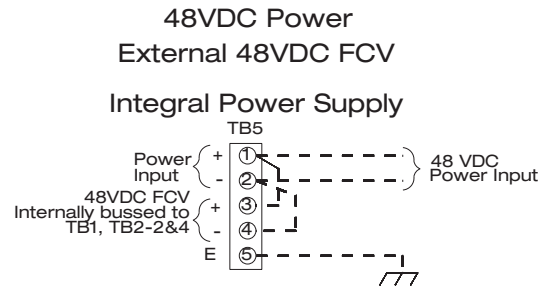 48VDC Power
External 48VDC FCV
Integral Power Supply
TB5
Power
Input
+
-
1
2
48 VDC
Power Input
48VDC FCV
Internally bussed to
TB1, TB2-2&4
+
-
3
4
E
5